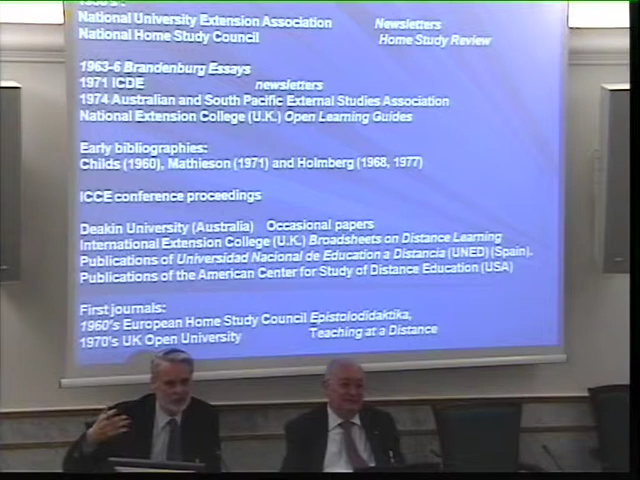 1950's :
National University Extension Association Newsletters
National Home Study Council Home Study Review
1963-6 Brandenburg Essays
1971 ICDE newsletters
1974 Australian and South Pacific External Studies Association
National Extension College (U.K.) Open Learning Guides
Early bibliographies:
Childs (1960), Mathieson (1971) and Holmberg (1968, 1977)
ICCE conference proceedings
Deakin University (Australia) Occasional papers
International Extension College (U.K.) Broadsheets on Distance Learning
Publications of Universidad Nacional de Education a Distancia (UNED) (Spain).
Publications of the American Center for Study of Distance Education (USA)
First journals:
1960's European Home Study Council Epistolodidaktika,
1970's UK Open University Teaching at a Distance